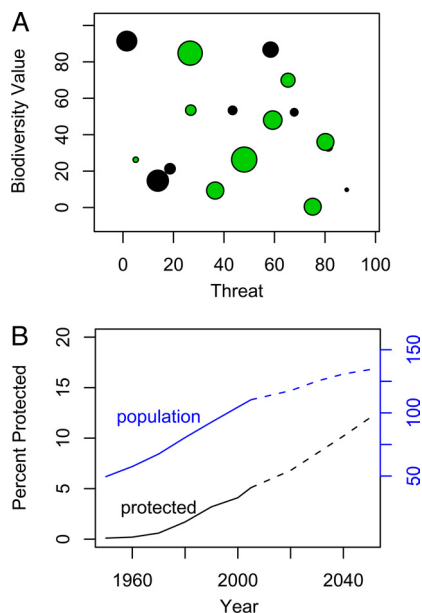 A
Biodiversity Value
0 20 40 60 80
0 20 40 60 80 100
Threat
B
Percent Protected
0 5 10 15 20
population
protected
50 100 150
1960 2000 2040
Year